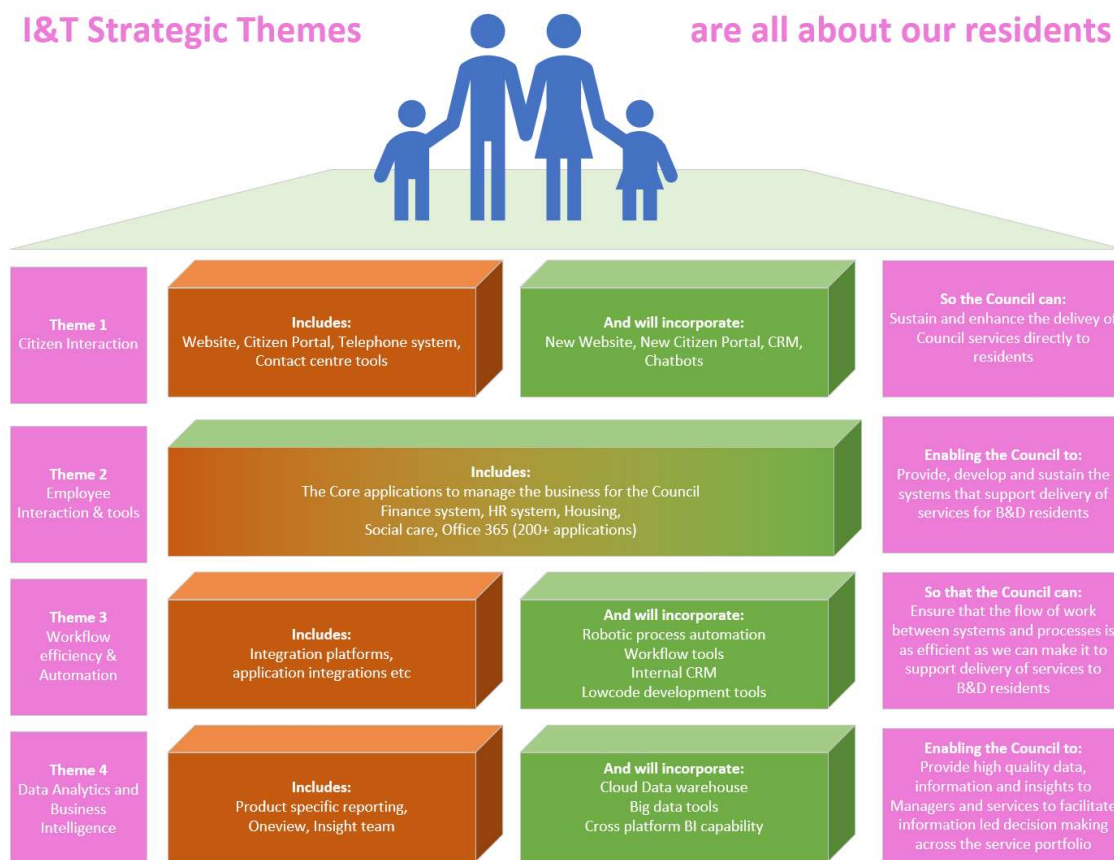 I&T Strategic Themes
are all about our residents
Theme 1
Citizen Interaction
Includes:
Website, Citizen Portal, Telephone system,
Contact centre tools
And will incorporate:
New Website, New Citizen Portal, CRM,
Chatbots
So the Council can:
Sustain and enhance the delivey of
Council services directly to
residents
Theme 2
Employee
Interaction & tools
Includes:
The Core applications to manage the business for the Council
Finance system, HR system, Housing,
Social care, Office 365 (200+ applications)
Enabling the Council to:
Provide, develop and sustain the
systems that support delivery of
services for B&D residents
Theme 3
Workflow
efficiency &
Automation
Includes:
Integration platforms,
application integrations etc
And will incorporate:
Robotic process automation
Workflow tools
Internal CRM
Lowcode development tools
So that the Council can:
Ensure that the flow of work
between systems and processes is
as efficient as we can make it to
support delivery of services to
B&D residents
Theme 4
Data Analytics and
Business
Intelligence
Includes:
Product specific reporting,
Oneview, Insight team
And will incorporate:
Cloud Data warehouse
Big data tools
Cross platform BI capability
Enabling the Council to:
Provide high quality data,
information and insights to
Managers and services to facilitate
information led decision making
across the service portfolio